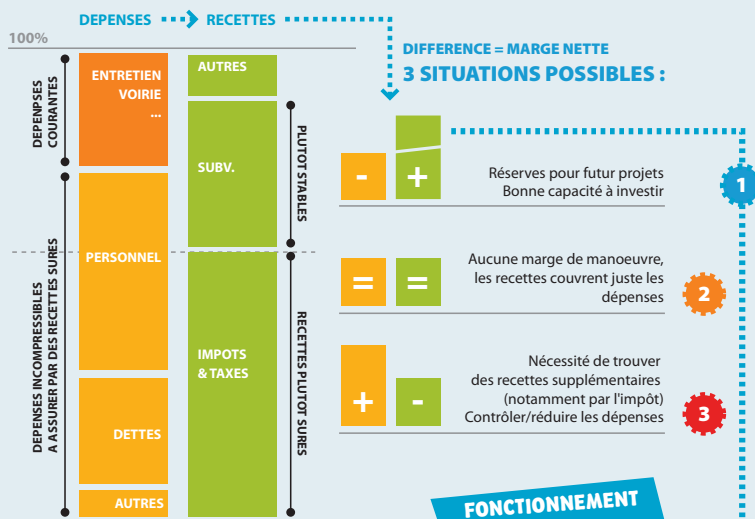 DEPENSES RECETTES
100%
DIFFERENCE = MARGE NETTE
3 SITUATIONS POSSIBLES :
DEPENPSES
COURANTES
ENTRETIEN
VOIRIE
...
AUTRES
SUBV.
PLUTOT STABLES
- +
Réserves pour futur projets
Bonne capacité à investir
1
DEPENSES INCOMPRESSIBLES
A ASSURER PAR DES RECETTES SURES
PERSONNEL
DETTES
AUTRES
IMPOTS
& TAXES
RECETTES PLUTOT SURES
= =
Aucune marge de manoeuvre,
les recettes couvrent juste les
dépenses
2
+ -
Nécessité de trouver
des recettes supplémentaires
(notamment par l'impôt)
Contrôler/réduire les dépenses
3
FONCTIONNEMENT